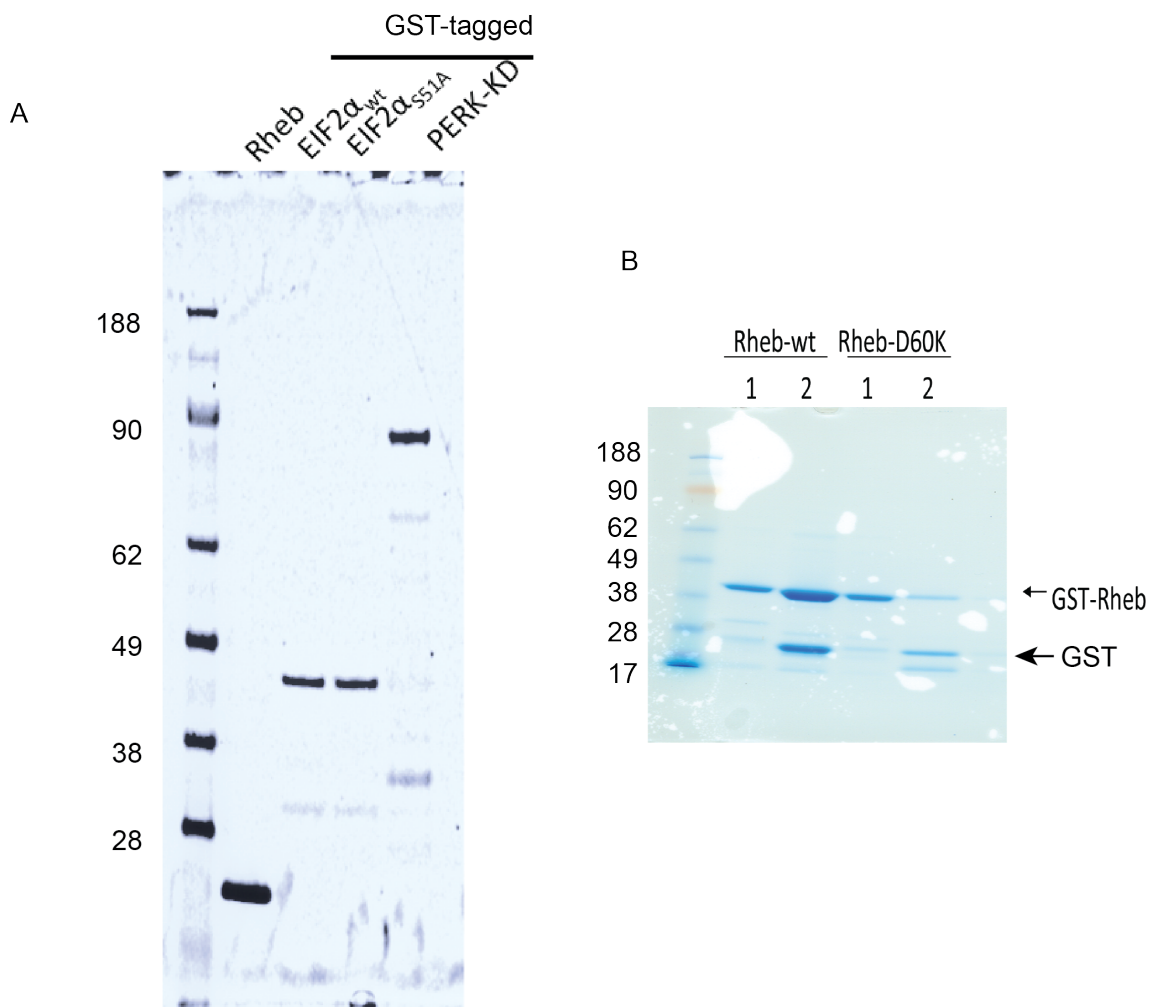 GST-tagged
A
Rheb
EIF2αwt
EIF2αS51A
PERK-KD
188
90
62
49
38
28
B
Rheb-wt
Rheb-D60K
1 2 1 2
188
90
62
49
38
28
17
GST-Rheb
GST